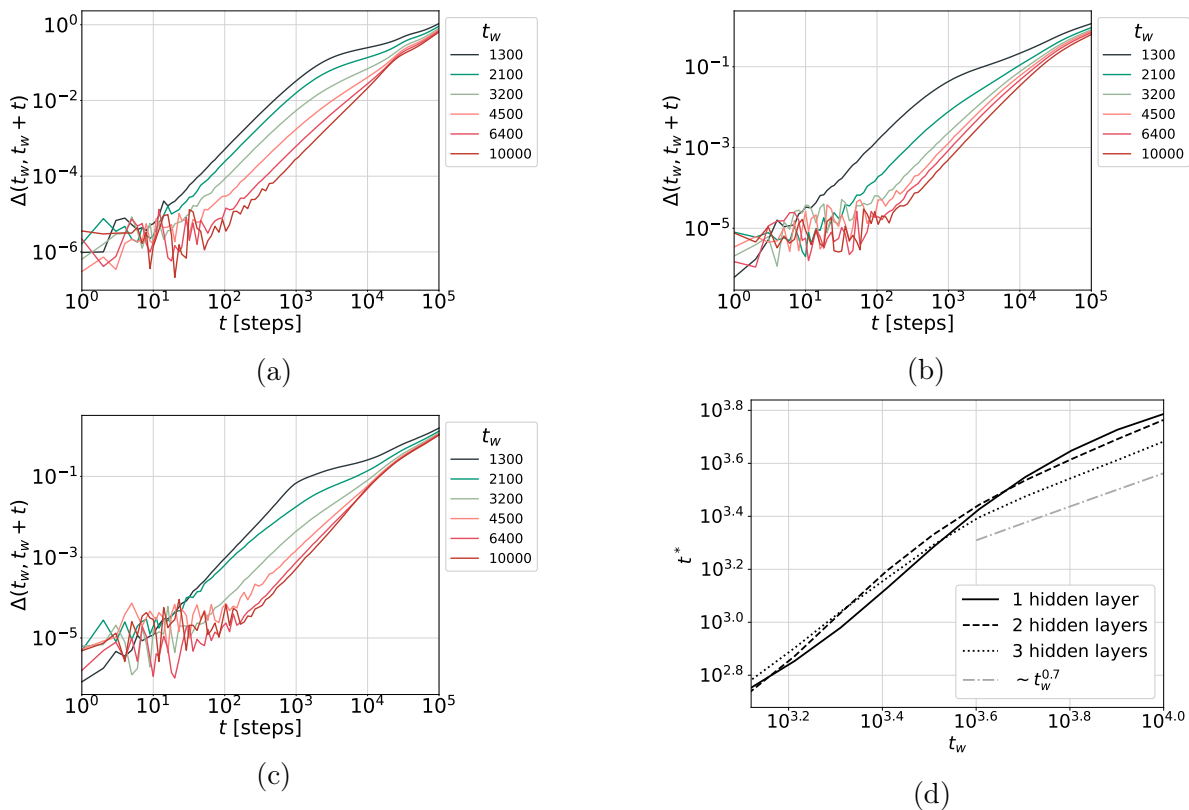 10^0
10^-2
10^-4
10^-6
Δ(t_w, t_w + t)
10^0 10^1 10^2 10^3 10^4 10^5
t [steps]
t_w
1300
2100
3200
4500
6400
10000
(a)
10^-1
10^-3
10^-5
Δ(t_w, t_w + t)
10^0 10^1 10^2 10^3 10^4 10^5
t [steps]
t_w
1300
2100
3200
4500
6400
10000
(b)
10^-1
10^-3
10^-5
Δ(t_w, t_w + t)
10^0 10^1 10^2 10^3 10^4 10^5
t [steps]
t_w
1300
2100
3200
4500
6400
10000
(c)
10^3.8
10^3.6
10^3.4
10^3.2
10^3.0
10^2.8
t*
10^3.2 10^3.4 10^3.6 10^3.8 10^4.0
t_w
1 hidden layer
2 hidden layers
3 hidden layers
~ t_w^0.7
(d)